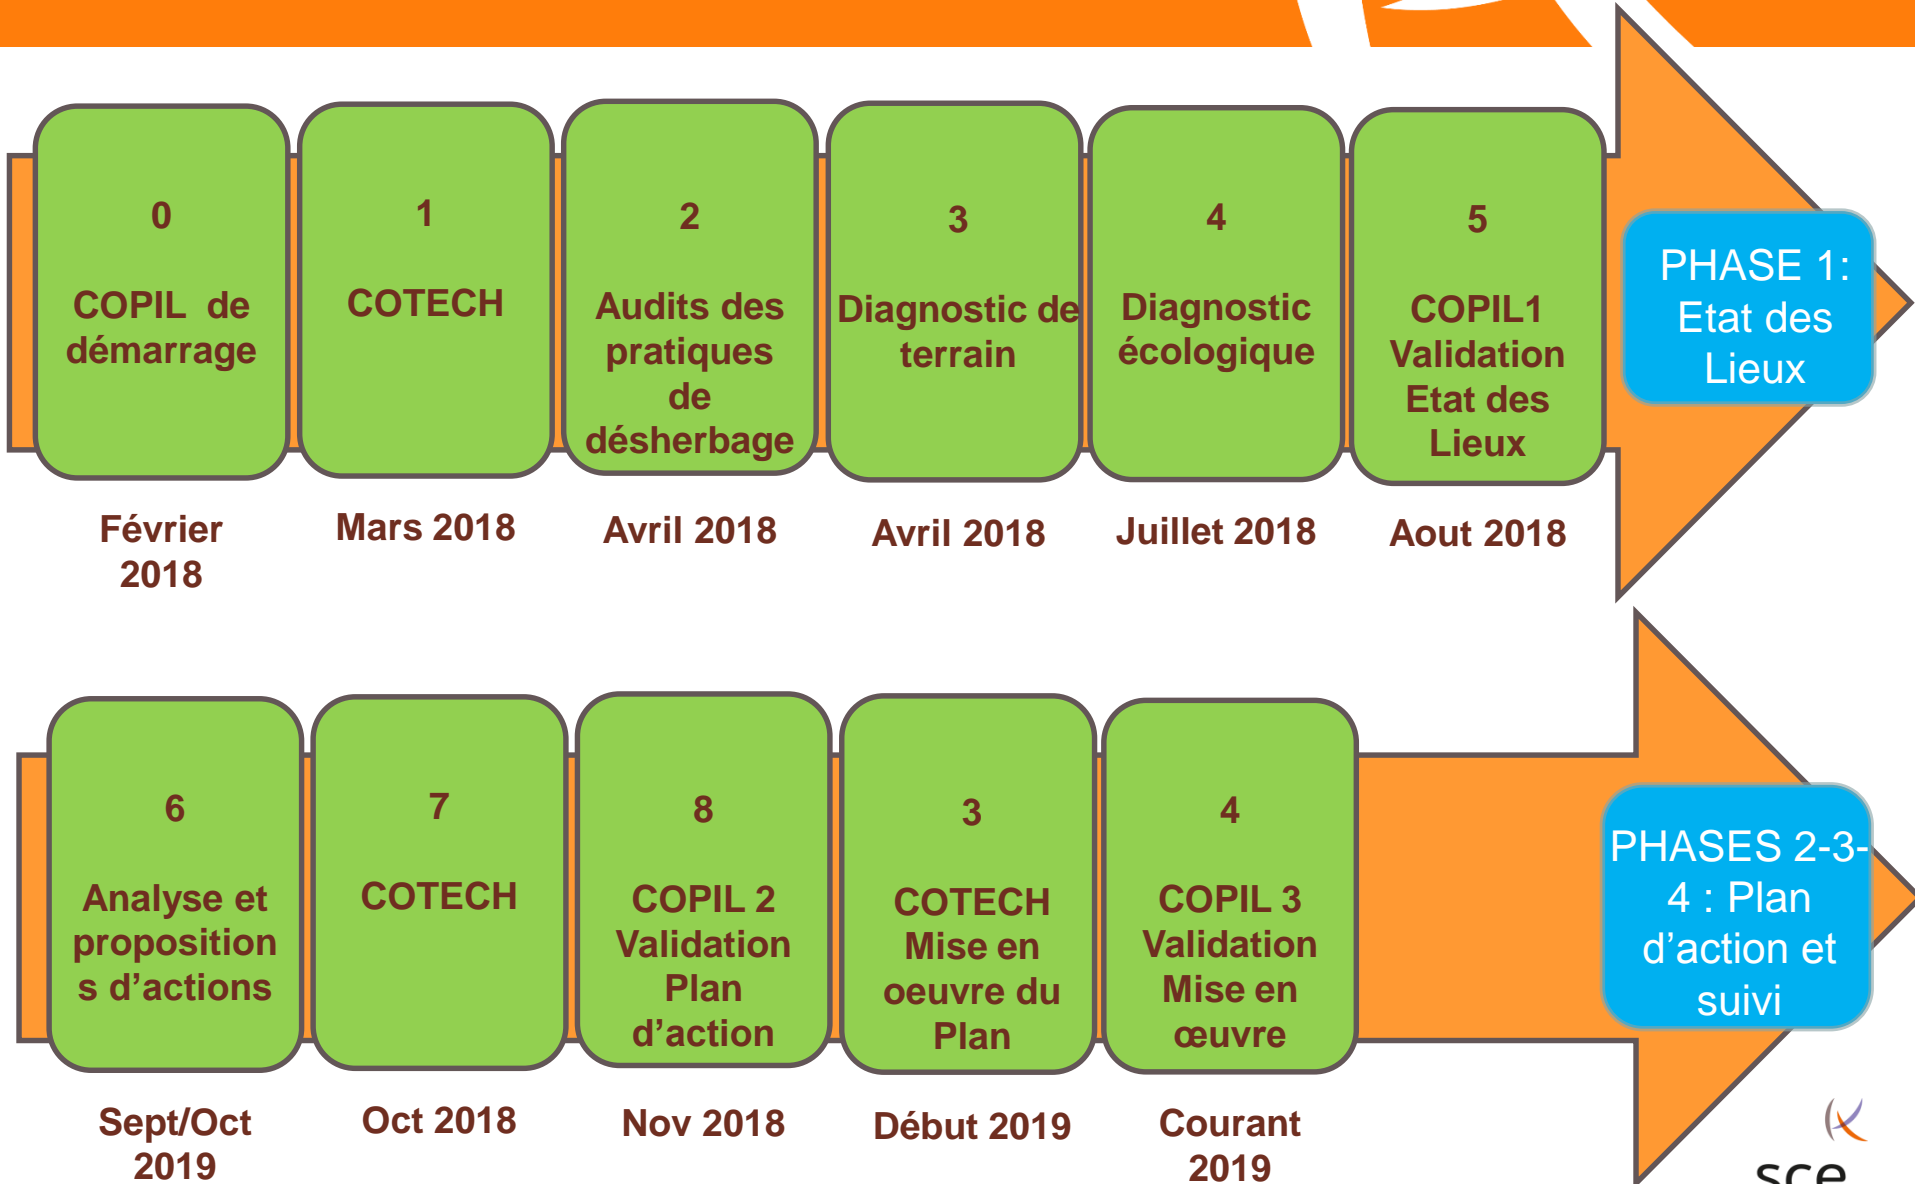 0
COPIL de
démarrage
Février
2018
1
COTECH
Mars 2018
2
Audits des
pratiques
de
désherbage
Avril 2018
3
Diagnostic de
terrain
Avril 2018
4
Diagnostic
écologique
Juillet 2018
5
COPIL1
Validation
Etat des
Lieux
Aout 2018
PHASE 1:
Etat des
Lieux
6
Analyse et
proposition
s d’actions
Sept/Oct
2019
7
COTECH
Oct 2018
8
COPIL 2
Validation
Plan
d’action
Nov 2018
3
COTECH
Mise en
oeuvre du
Plan
Début 2019
4
COPIL 3
Validation
Mise en
œuvre
Courant
2019
PHASES 2-3-
4 : Plan
d’action et
suivi
sce